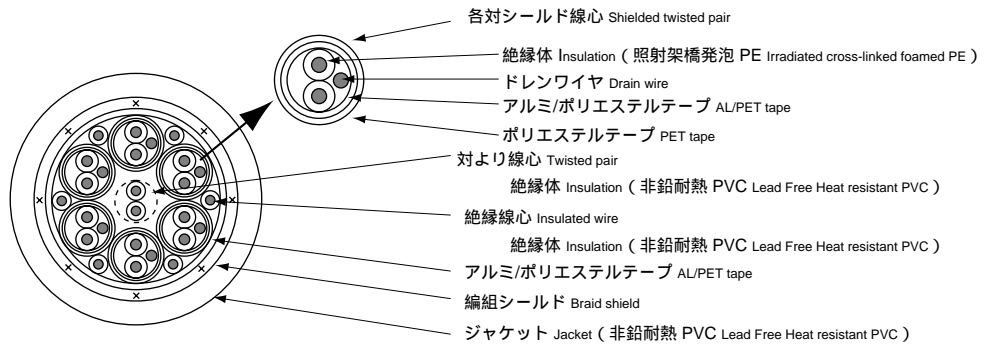 各対シールド線心 Shielded twisted pair
絶縁体 Insulation（照射架橋発泡 PE Irradiated cross-linked foamed PE）
ドレンワイヤ Drain wire
アルミ/ポリエステルテープ AL/PET tape
ポリエステルテープ PET tape
対より線心 Twisted pair
絶縁体 Insulation（非鉛耐熱 PVC Lead Free Heat resistant PVC）
絶縁線心 Insulated wire
絶縁体 Insulation（非鉛耐熱 PVC Lead Free Heat resistant PVC）
アルミ/ポリエステルテープ AL/PET tape
編組シールド Braid shield
ジャケット Jacket（非鉛耐熱 PVC Lead Free Heat resistant PVC）